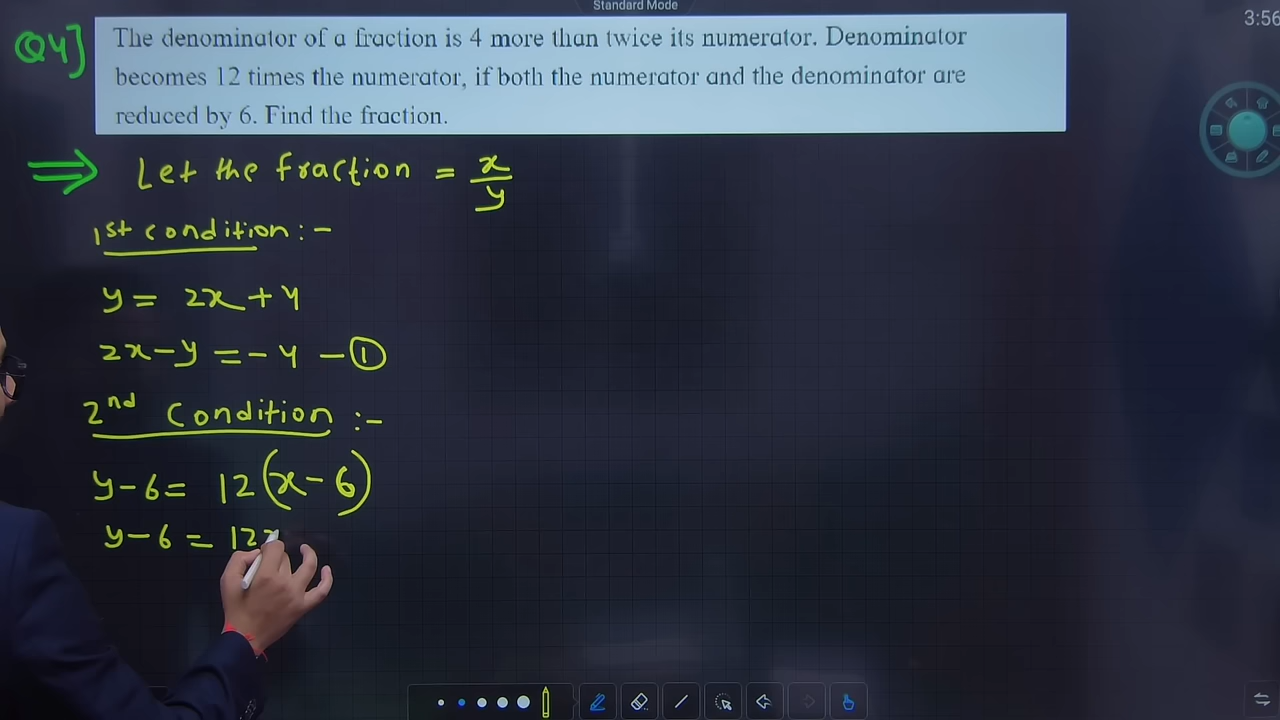 Standard Mode
3:56
Q4]
The denominator of a fraction is 4 more than twice its numerator. Denominator
becomes 12 times the numerator, if both the numerator and the denominator are
reduced by 6. Find the fraction.
⇒ Let the fraction = x/y
1st condition :-
y = 2x + 4
2x - y = - 4 - ①
2nd Condition :-
y - 6 = 12 (x - 6)
y - 6 = 12x